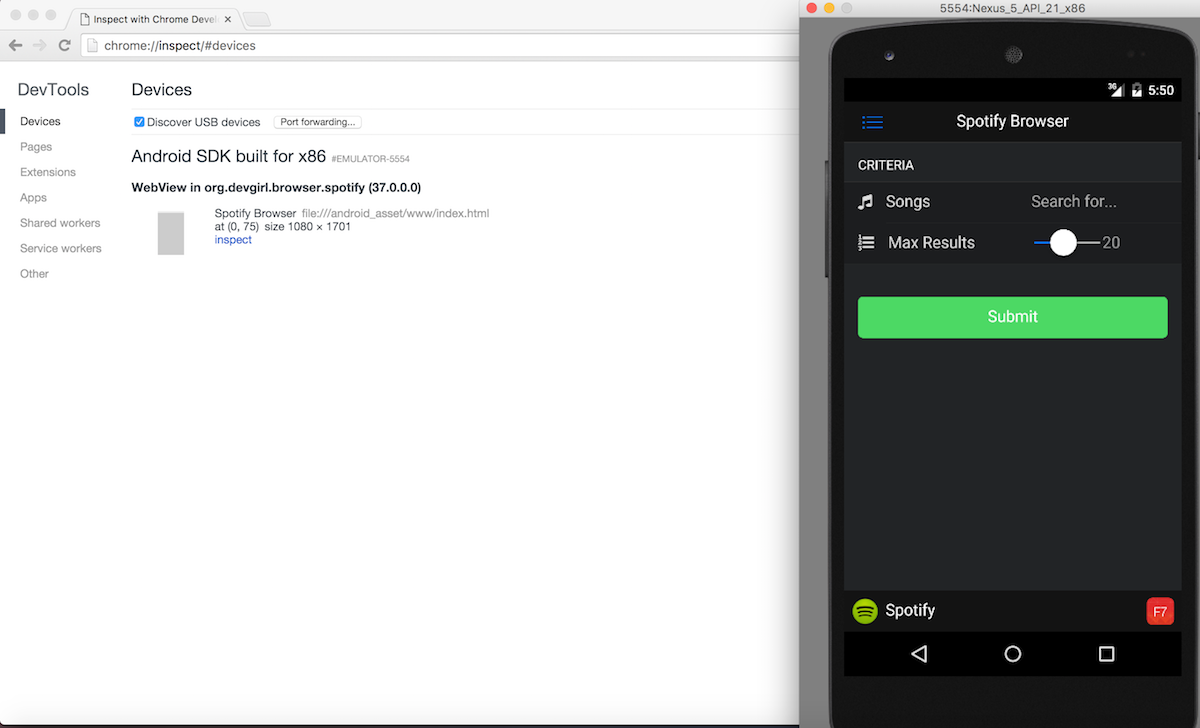 Inspect with Chrome Devel
chrome://inspect/#devices
DevTools
Devices
Pages
Extensions
Apps
Shared workers
Service workers
Other
Devices
Discover USB devices Port forwarding...
Android SDK built for x86 #EMULATOR-5554
WebView in org.devgirl.browser.spotify (37.0.0.0)
Spotify Browser file:///android_asset/www/index.html
at (0, 75) size 1080 × 1701
inspect
5554:Nexus_5_API_21_x86
3G 5:50
Spotify Browser
CRITERIA
Songs Search for...
Max Results 20
Submit
Spotify F7